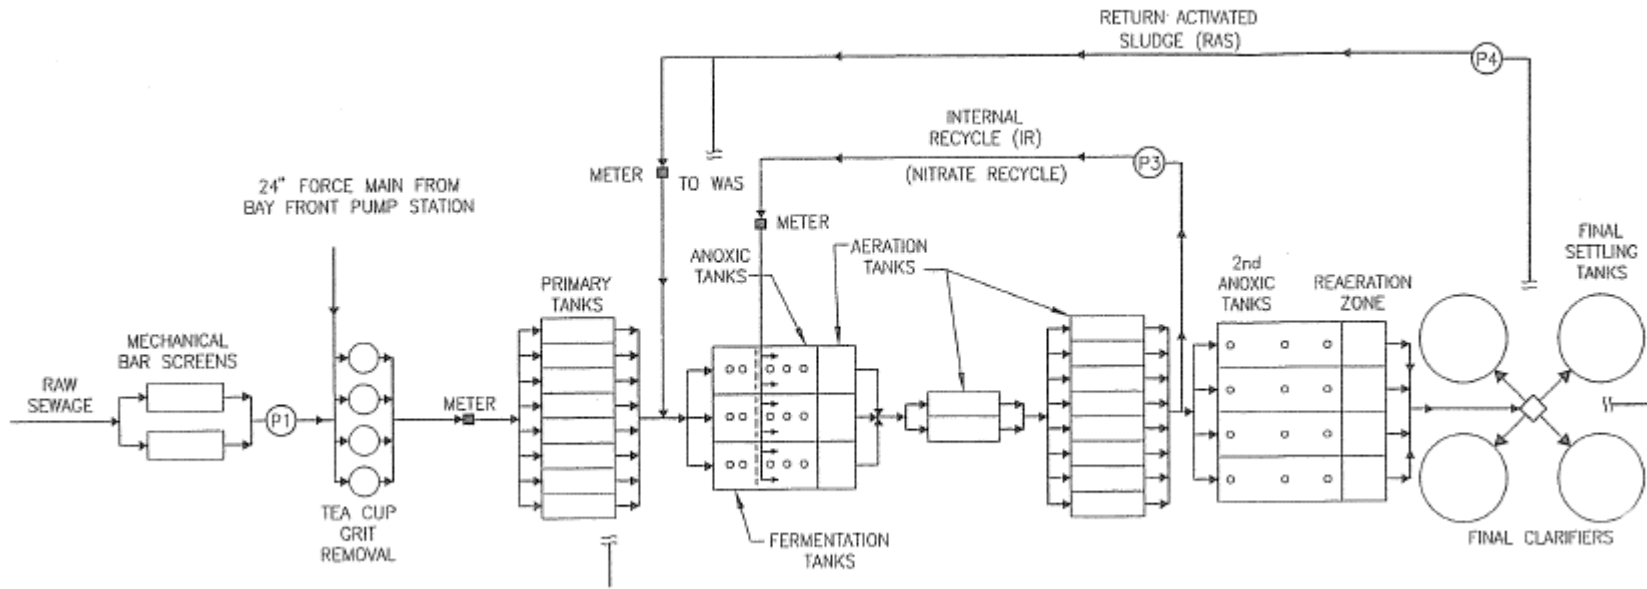 RETURN ACTIVATED
SLUDGE (RAS)
P4
INTERNAL
RECYCLE (IR)
(NITRATE RECYCLE)
P3
METER
TO WAS
24" FORCE MAIN FROM
BAY FRONT PUMP STATION
METER
ANOXIC
TANKS
AERATION
TANKS
2nd
ANOXIC
TANKS
REAERATION
ZONE
FINAL
SETTLING
TANKS
PRIMARY
TANKS
MECHANICAL
BAR SCREENS
RAW
SEWAGE
P1
METER
TEA CUP
GRIT
REMOVAL
FERMENTATION
TANKS
FINAL CLARIFIERS